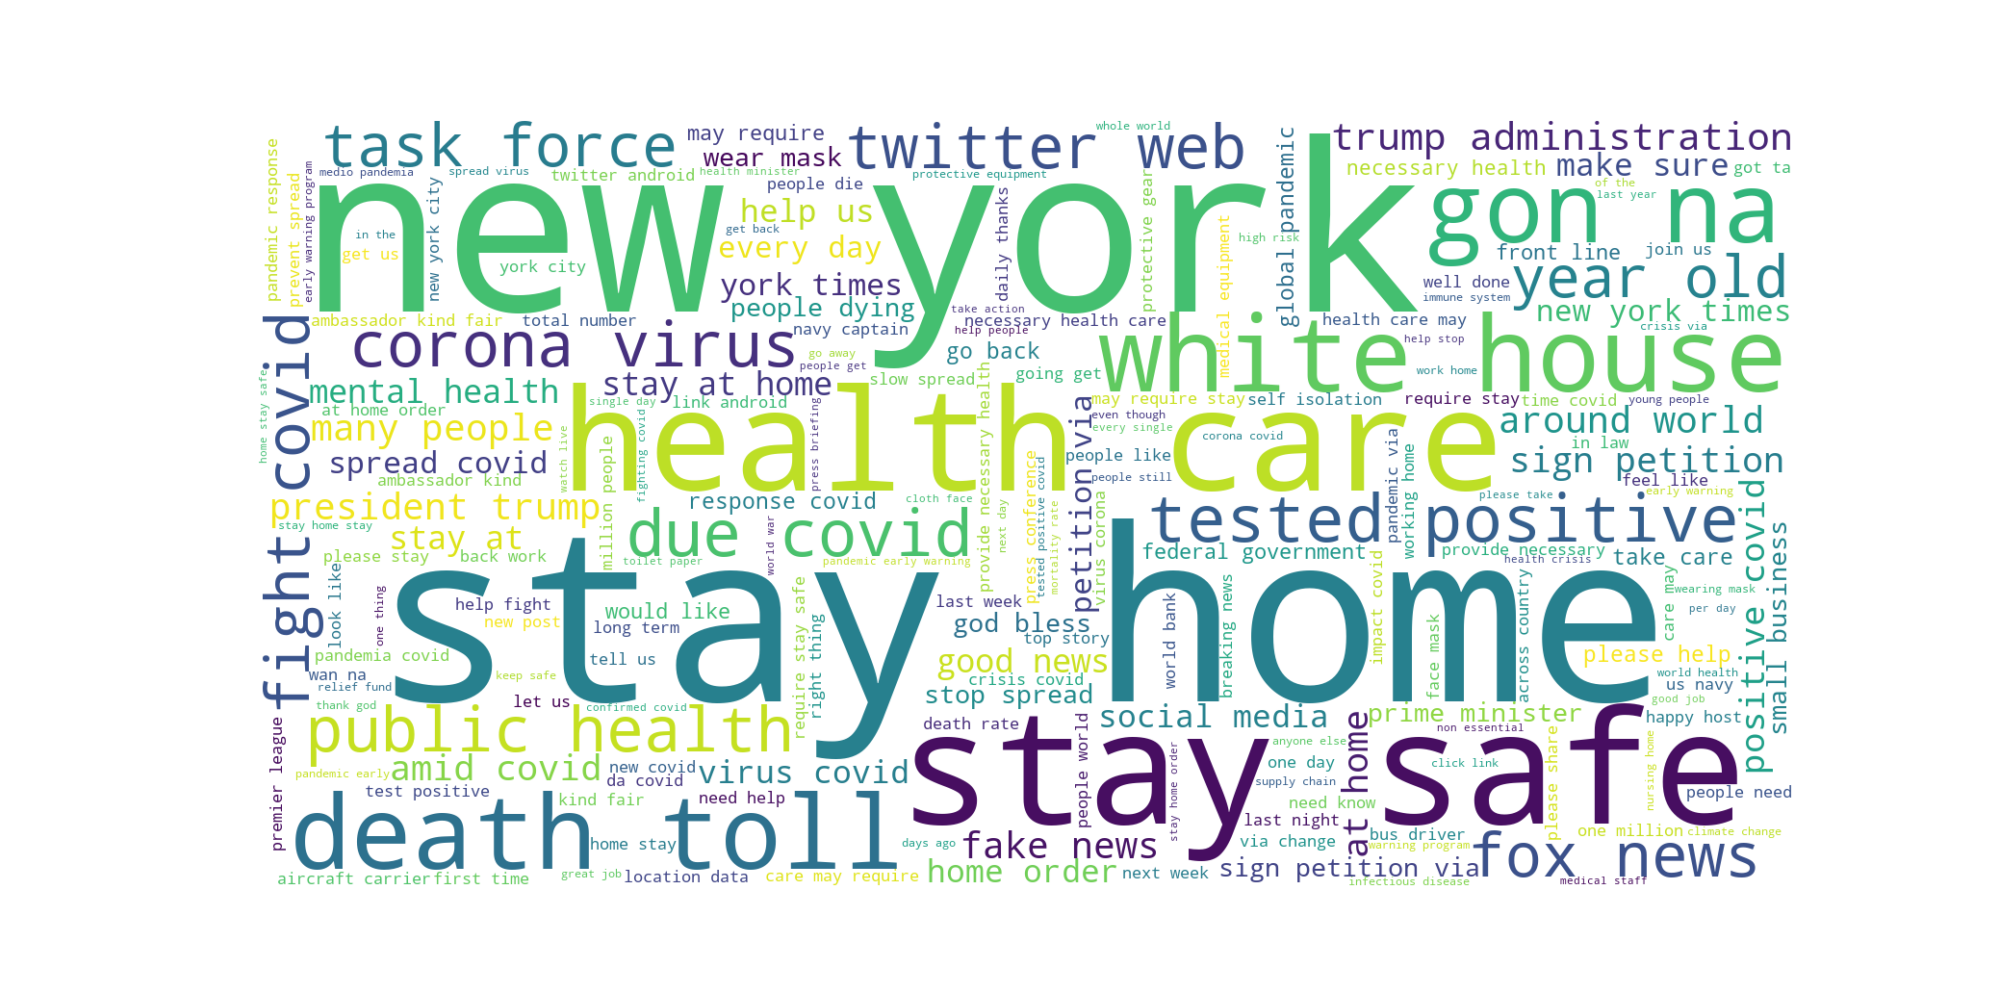 new york
stay home
health care
stay safe
white house
death toll
gon na
task force
twitter web
corona virus
tested positive
due covid
public health
fight covid
year old
fox news
trump administration
president trump
many people
mental health
spread covid
stay at
stay at home
may require
wear mask
whole world
make sure
necessary health
got ta
of the
last year
medio pandemia
spread virus
twitter android
health minister
people die
protective equipment
pandemic response
prevent spread
early warning program
new york city
in the
get us
york city
help us
get back
every day
york times
people dying
daily thanks
protective gear
medical equipment
high risk
global pandemic
front line
join us
well done
immune system
new york times
crisis via
ambassador kind fair
total number
navy captain
take action
necessary health care
help people
health care may
help stop
go away
people get
go back
going get
slow spread
work home
single day
link android
may require stay
self isolation
require stay
time covid
young people
at home order
home stay safe
even though
every single
corona covid
around world
in law
sign petition
feel like
early warning
people like
people still
pandemic via
working home
please take
ambassador kind
response covid
cloth face
watch live
million people
fighting covid
press briefing
provide necessary health
next day
press conference
tested positive covid
mortality rate
petition via
virus corona
stay home stay
please stay
back work
toilet paper
world war
pandemic early warning
federal government
provide necessary
health crisis
take care
positive covid
small business
wearing mask
per day
care may
look like
one thing
help fight
new post
would like
long term
tell us
keep safe
require stay safe
right thing
last week
god bless
top story
good news
crisis covid
stop spread
world bank
breaking news
impact covid
face mask
across country
please help
world health
us navy
good job
happy host
pandemia covid
wan na
relief fund
thank god
let us
confirmed covid
death rate
social media
prime minister
non essential
premier league
pandemic early
amid covid
new covid
da covid
virus covid
test positive
kind fair
need help
people world
stay home order
anyone else
one day
supply chain
need know
at home
click link
nursing home
please share
people need
last night
bus driver
one million
climate change
home stay
days ago
fake news
via change
warning program
aircraft carrier
first time
great job
location data
care may require
home order
next week
sign petition via
infectious disease
medical staff